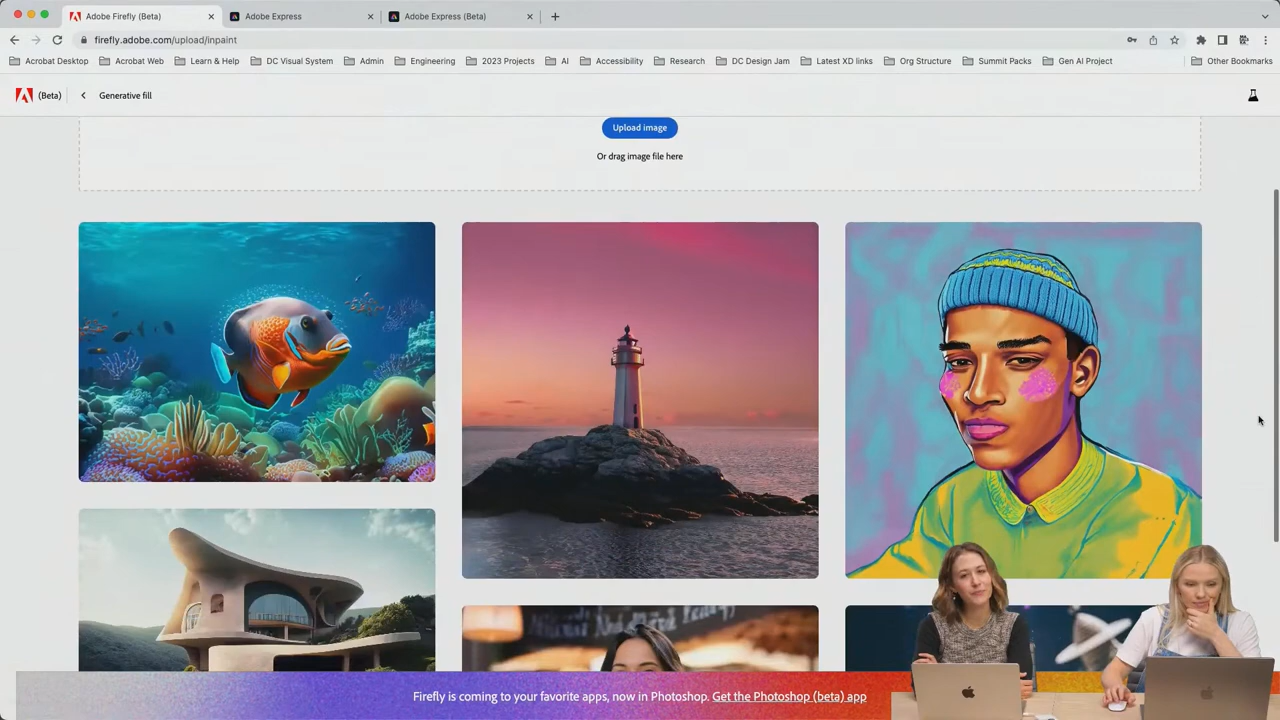 Adobe Firefly (Beta)
Adobe Express
Adobe Express (Beta)
firefly.adobe.com/upload/inpaint
Acrobat Desktop
Acrobat Web
Learn & Help
DC Visual System
Admin
Engineering
2023 Projects
AI
Accessibility
Research
DC Design Jam
Latest XD links
Org Structure
Summit Packs
Gen AI Project
Other Bookmarks
(Beta)
Generative fill
Upload image
Or drag image file here
Firefly is coming to your favorite apps, now in Photoshop. Get the Photoshop (beta) app